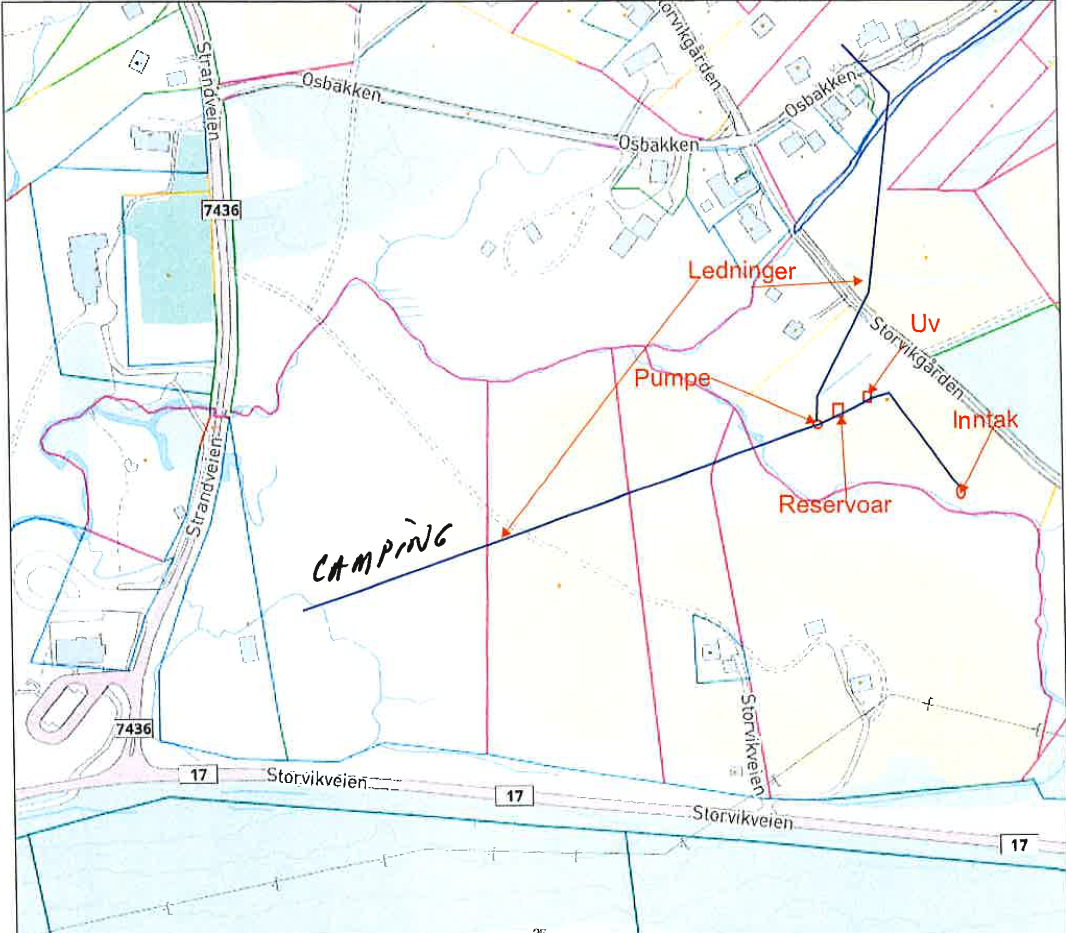 Storvikgården
Strandveien
Osbakken
Osbakken
Osbakken
7436
Ledninger
Storvikgården
Uv
Pumpe
Inntak
Strandveien
Reservoar
CAMPING
Storvikveien
7436
17
Storvikveien
17
Storvikveien
17